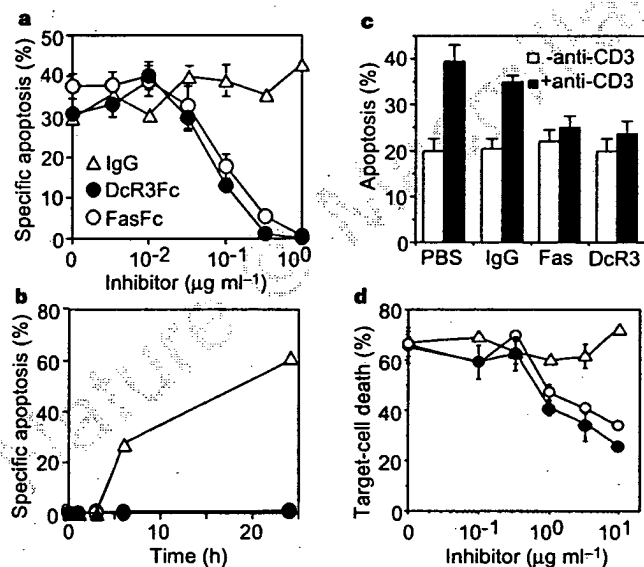 a
Specific apoptosis (%)
50
40
30
20
10
0
IgG
DcR3Fc
FasFc
0
10-2
10-1
100
Inhibitor (μg ml-1)
b
Specific apoptosis (%)
80
60
40
20
0
0
5
10
15
20
Time (h)
c
Apoptosis (%)
40
30
20
10
0
-anti-CD3
+anti-CD3
PBS
IgG
Fas
DcR3
d
Target-cell death (%)
80
60
40
20
0
0
10-1
100
101
Inhibitor (μg ml-1)